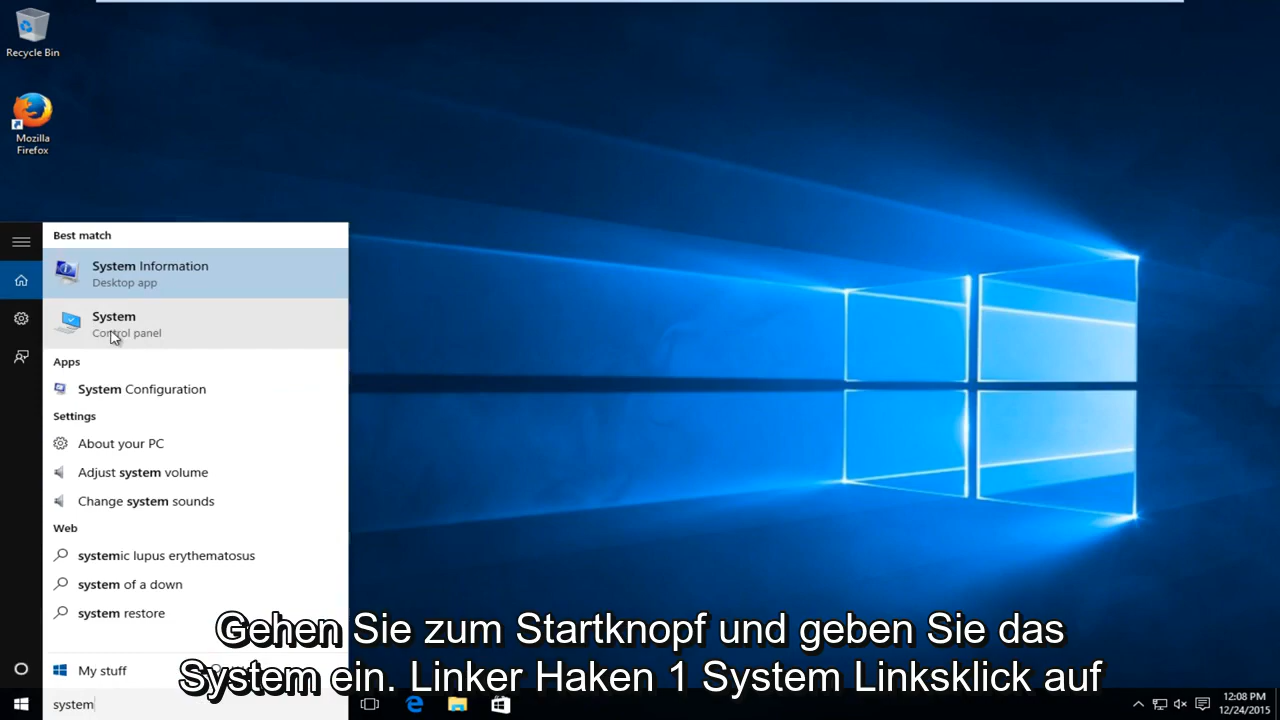 Recycle Bin
Mozilla
Firefox
Best match
System Information
Desktop app
System
Control panel
Apps
System Configuration
Settings
About your PC
Adjust system volume
Change system sounds
Web
systemic lupus erythematosus
system of a down
system restore
My stuff
Gehen Sie zum Startknopf und geben Sie das
System ein. Linker Haken 1 System Linksklick auf
system
12:08 PM
12/24/2015